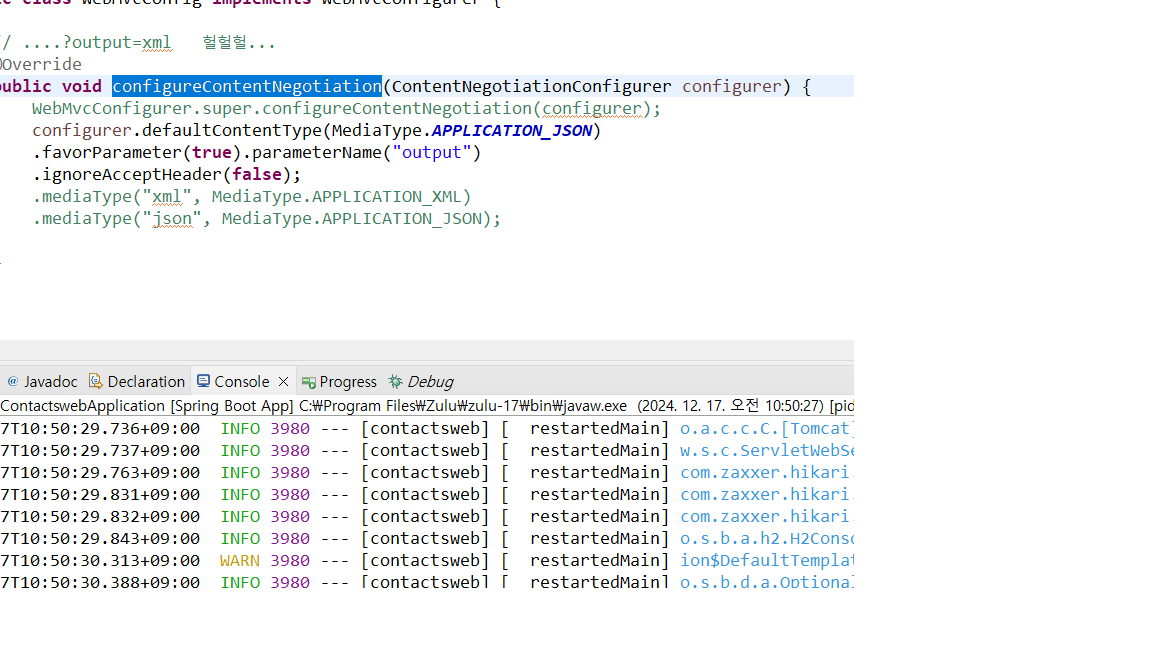 class WebMvcConfig implements WebMvcConfigurer {
/ ....?output=xml 헐헐헐...
Override
public void configureContentNegotiation(ContentNegotiationConfigurer configurer) {
WebMvcConfigurer.super.configureContentNegotiation(configurer);
configurer.defaultContentType(MediaType.APPLICATION_JSON)
.favorParameter(true).parameterName("output")
.ignoreAcceptHeader(false);
.mediaType("xml", MediaType.APPLICATION_XML)
.mediaType("json", MediaType.APPLICATION_JSON);
@ Javadoc Declaration Console Progress Debug
ContactswebApplication [Spring Boot App] C:₩Program Files₩Zulu₩zulu-17₩bin₩javaw.exe (2024. 12. 17. 오전 10:50:27) [pid
7T10:50:29.736+09:00 INFO 3980 --- [contactsweb] [ restartedMain] o.a.c.c.C.[Tomcat]
7T10:50:29.737+09:00 INFO 3980 --- [contactsweb] [ restartedMain] w.s.c.ServletWebSe
7T10:50:29.763+09:00 INFO 3980 --- [contactsweb] [ restartedMain] com.zaxxer.hikari.
7T10:50:29.831+09:00 INFO 3980 --- [contactsweb] [ restartedMain] com.zaxxer.hikari.
7T10:50:29.832+09:00 INFO 3980 --- [contactsweb] [ restartedMain] com.zaxxer.hikari.
7T10:50:29.843+09:00 INFO 3980 --- [contactsweb] [ restartedMain] o.s.b.a.h2.H2Conso
7T10:50:30.313+09:00 WARN 3980 --- [contactsweb] [ restartedMain] ion$DefaultTemplat
7T10:50:30.388+09:00 INFO 3980 --- [contactsweb] [ restartedMain] o.s.b.d.a.Optional